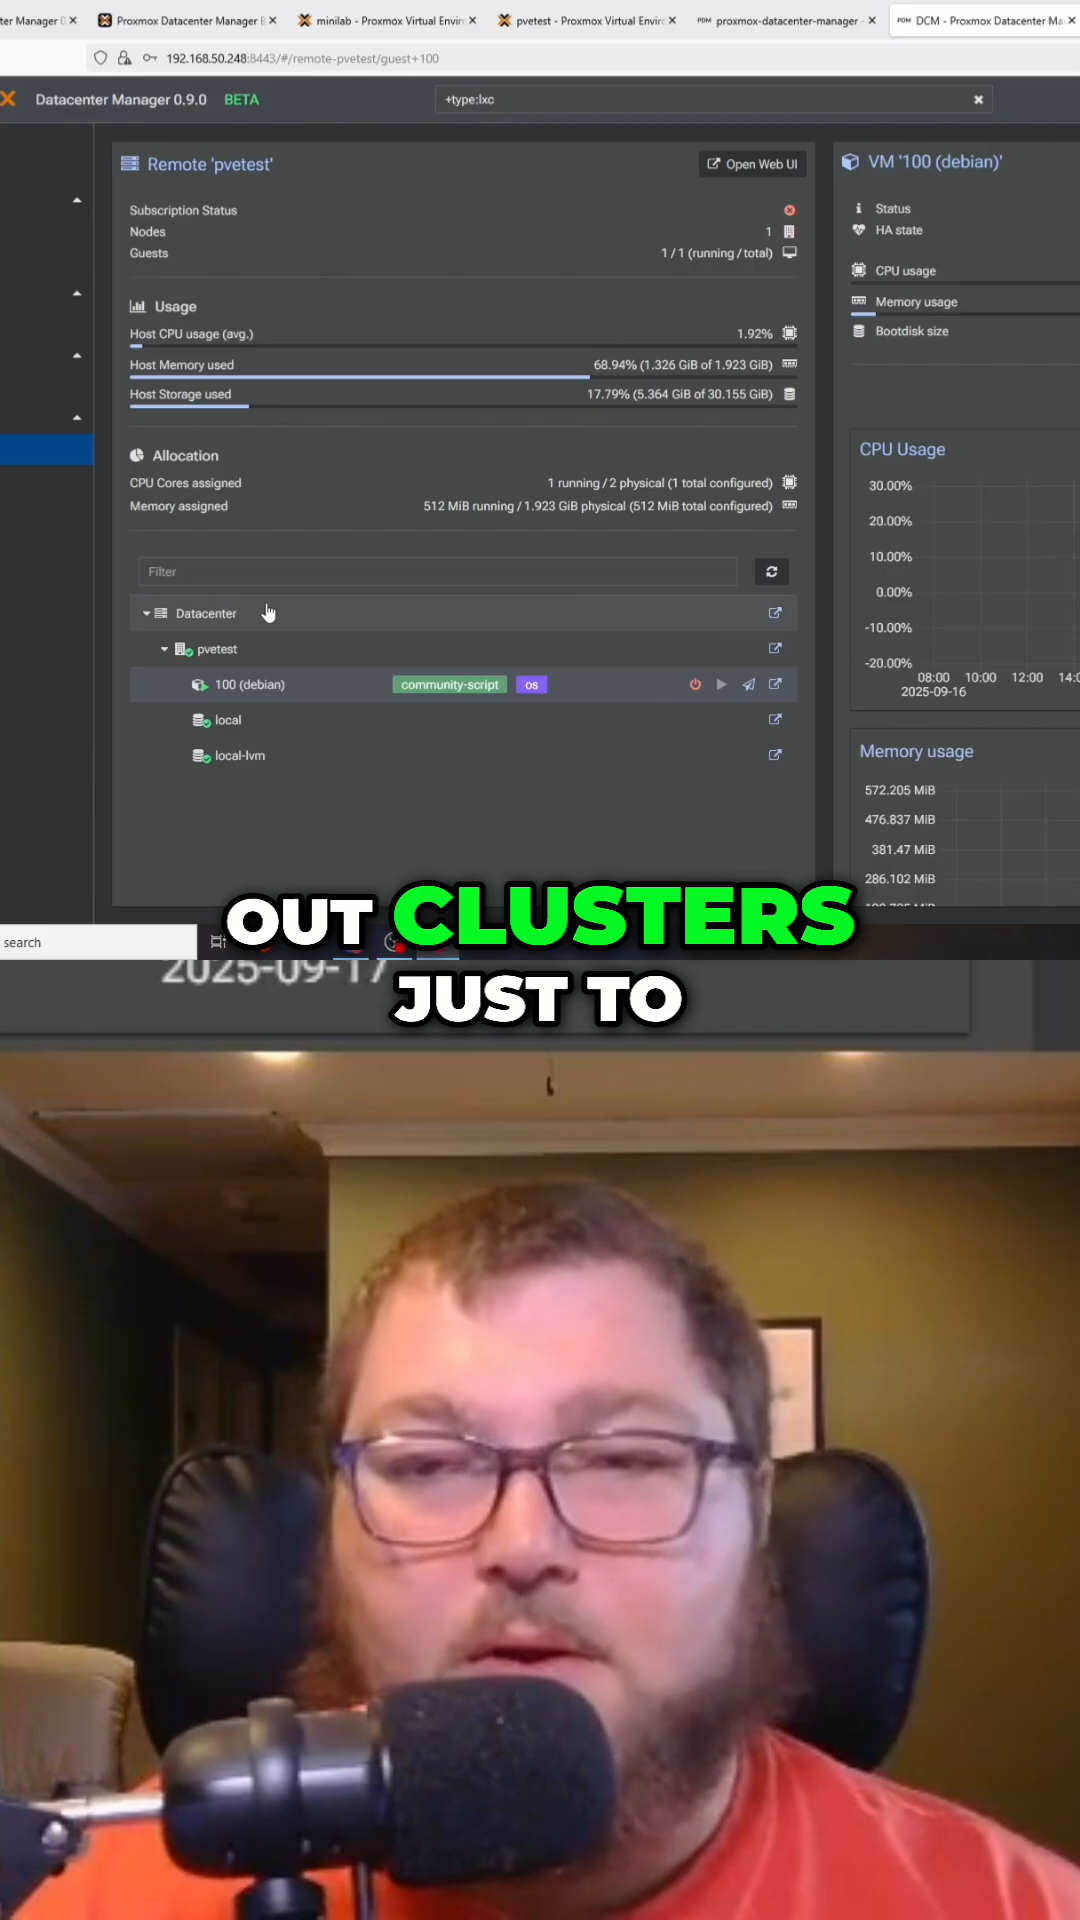 ter Manager 0
Proxmox Datacenter Manager B
minilab - Proxmox Virtual Envir
pvetest - Proxmox Virtual Envir
PDM proxmox-datacenter-manager
PDM DCM - Proxmox Datacenter Ma
192.168.50.248:8443/#/remote-pvetest/guest+100
Datacenter Manager 0.9.0 BETA
+type:lxc
Remote 'pvetest'
Open Web UI
Subscription Status
Nodes 1
Guests 1 / 1 (running / total)
Usage
Host CPU usage (avg.) 1.92%
Host Memory used 68.94% (1.326 GiB of 1.923 GiB)
Host Storage used 17.79% (5.364 GiB of 30.155 GiB)
Allocation
CPU Cores assigned 1 running / 2 physical (1 total configured)
Memory assigned 512 MiB running / 1.923 GiB physical (512 MiB total configured)
Filter
Datacenter
pvetest
100 (debian) community-script os
local
local-lvm
VM '100 (debian)'
Status
HA state
CPU usage
Memory usage
Bootdisk size
CPU Usage
30.00%
20.00%
10.00%
0.00%
-10.00%
-20.00%
08:00 10:00 12:00 14:0
2025-09-16
Memory usage
572.205 MiB
476.837 MiB
381.47 MiB
286.102 MiB
search
2025-09-17
OUT CLUSTERS
JUST TO